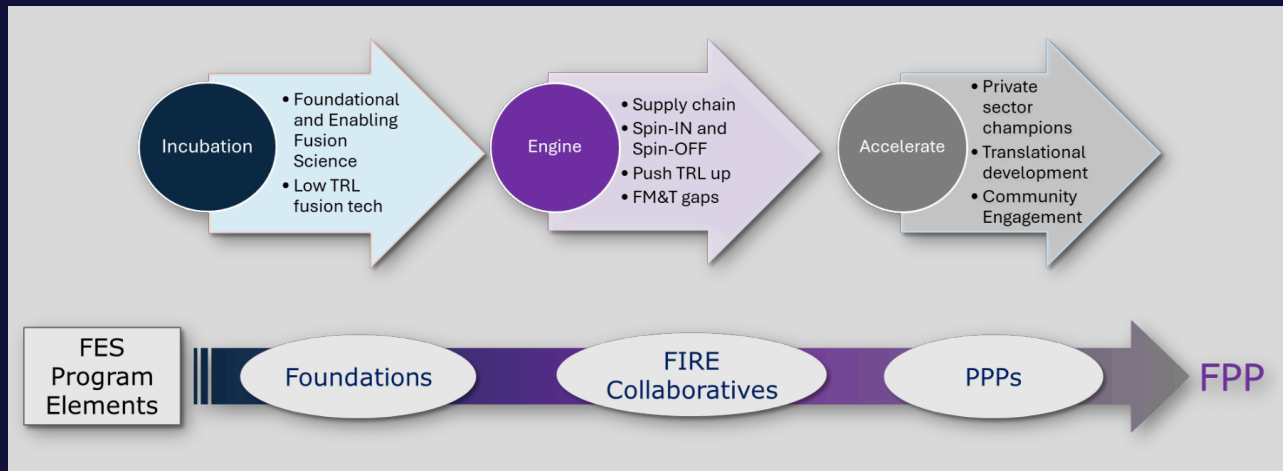 Incubation
• Foundational
and Enabling
Fusion
Science
• Low TRL
fusion tech
Engine
• Supply chain
• Spin-IN and
Spin-OFF
• Push TRL up
• FM&T gaps
Accelerate
• Private
sector
champions
• Translational
development
• Community
Engagement
FES
Program
Elements
Foundations
FIRE
Collaboratives
PPPs
FPP